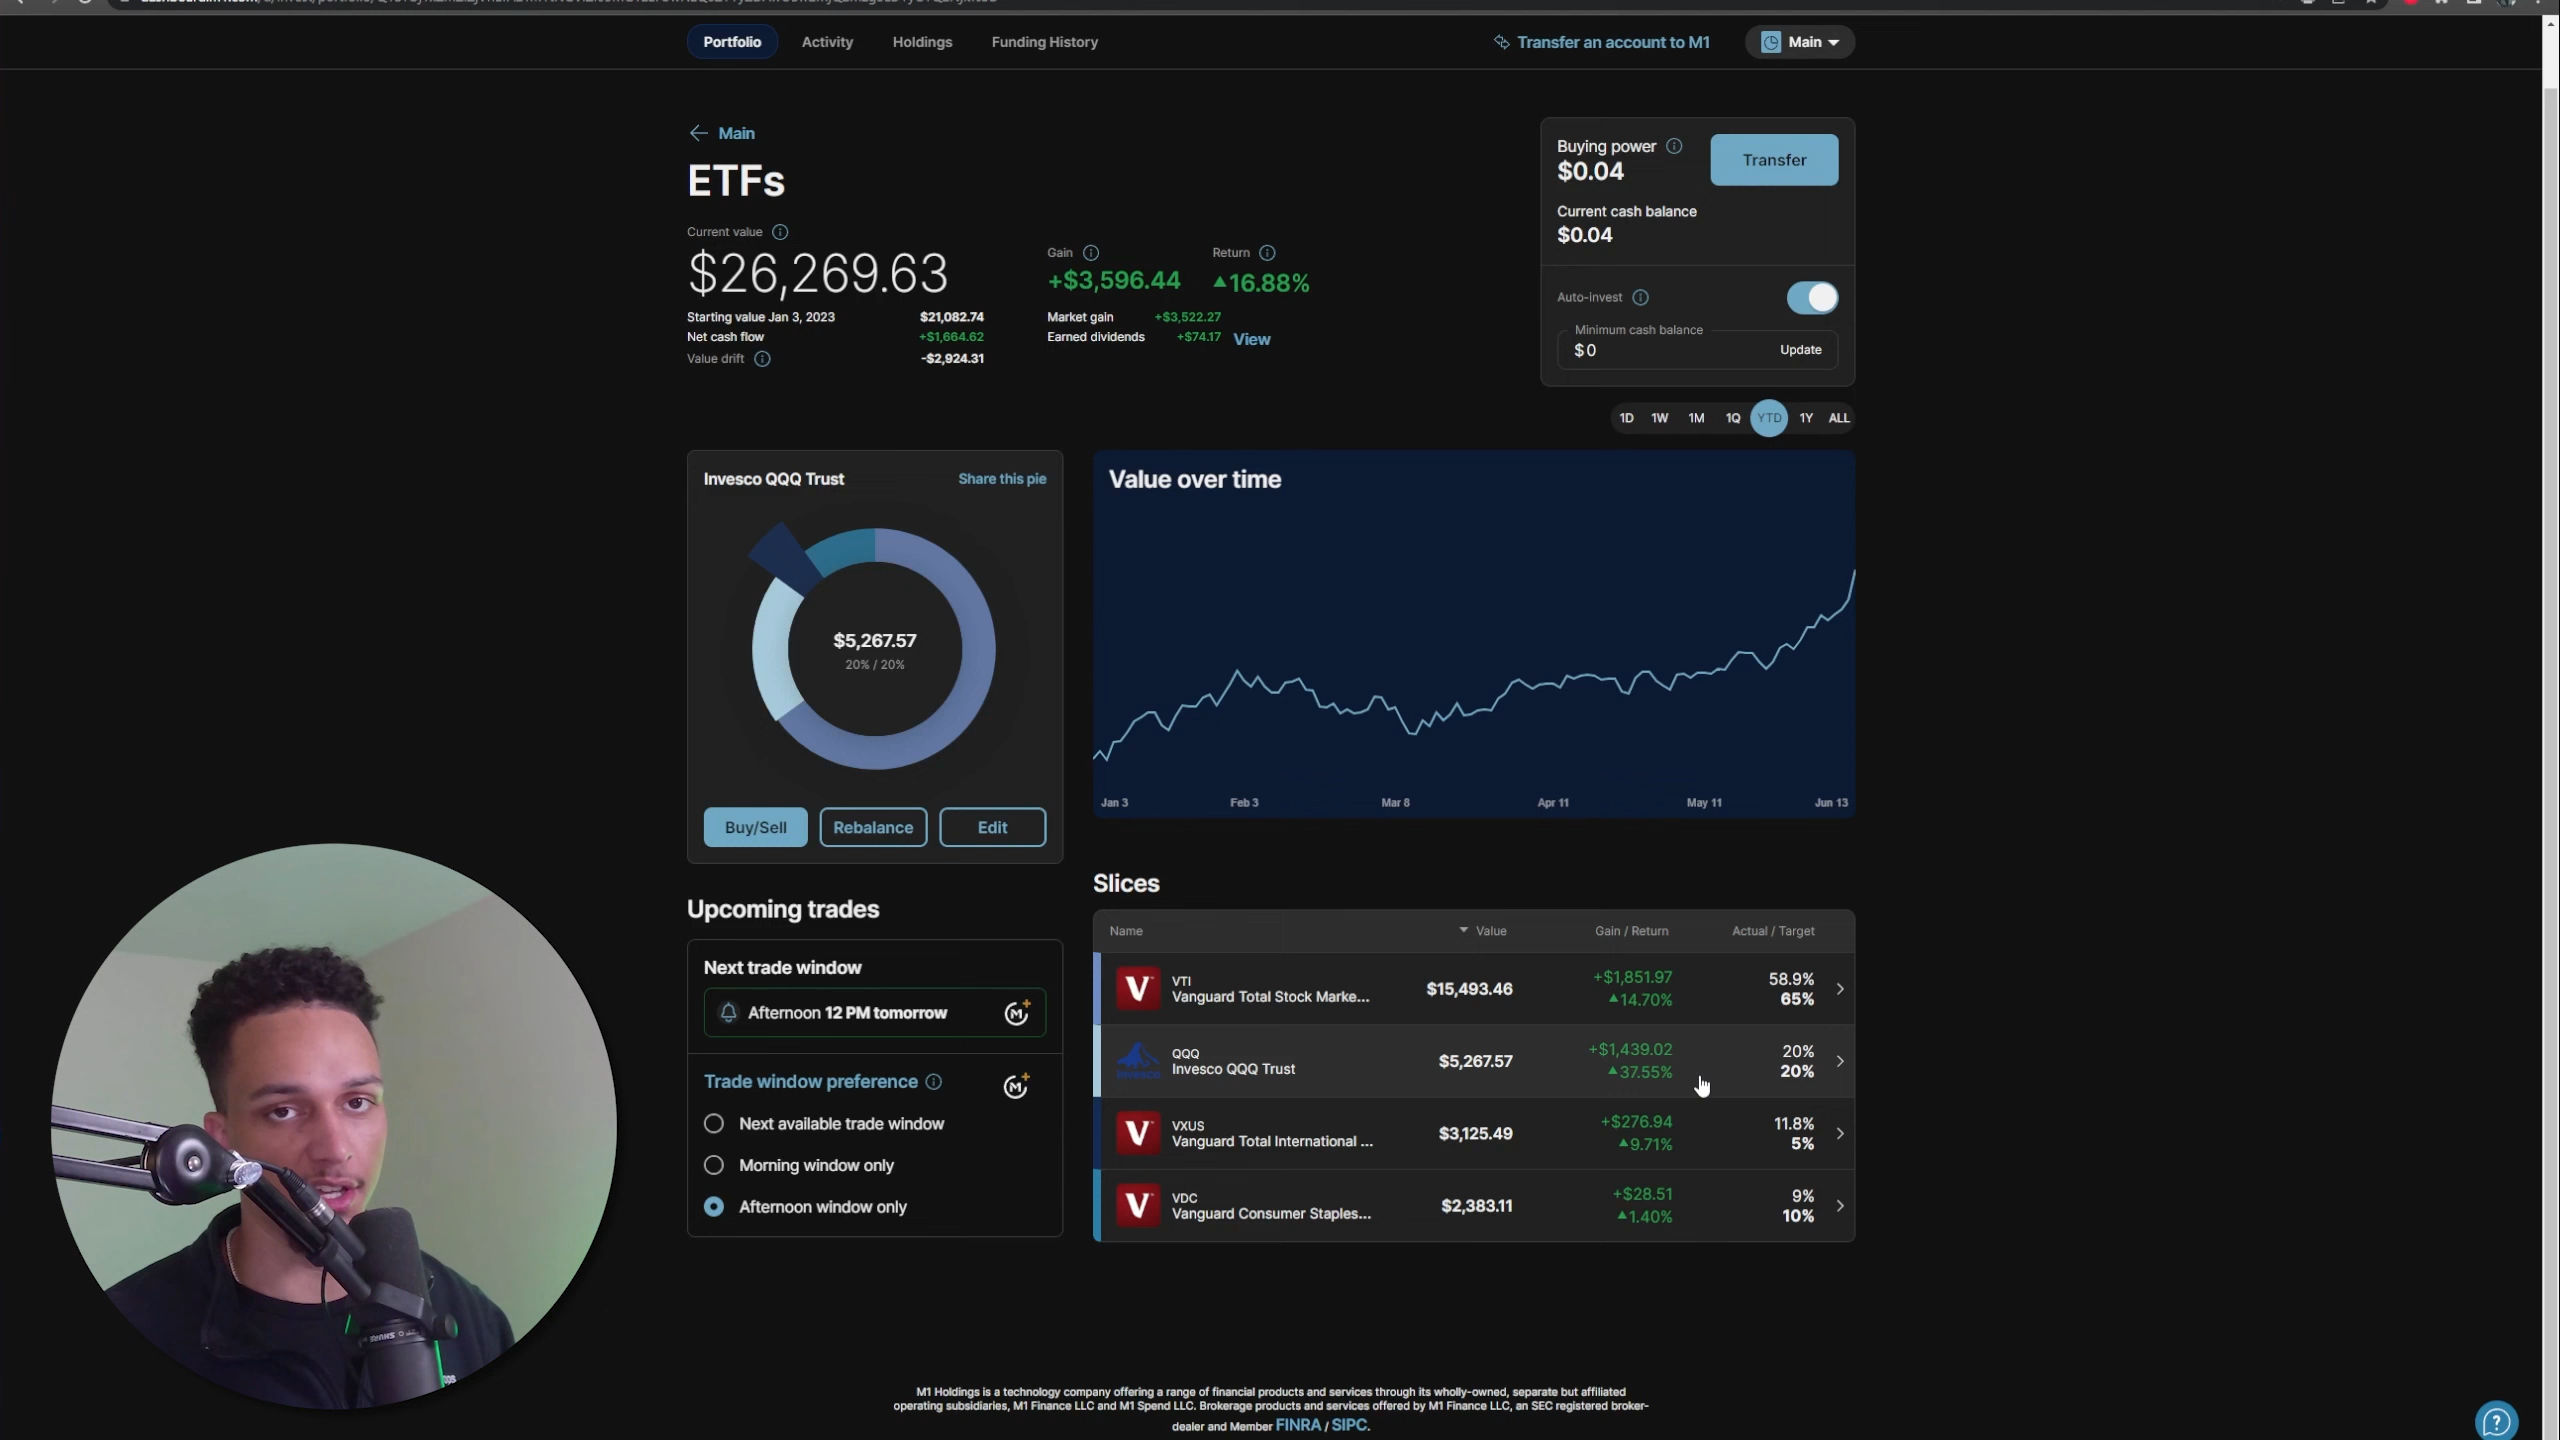 Portfolio
Activity
Holdings
Funding History
Transfer an account to M1
Main
Main
ETFs
Current value
$26,269.63
Starting value Jan 3, 2023 $21,082.74
Net cash flow +$1,664.62
Value drift -$2,924.31
Gain
+$3,596.44
Return
16.88%
Market gain +$3,522.27
Earned dividends +$74.17 View
Buying power
$0.04
Transfer
Current cash balance
$0.04
Auto-invest
Minimum cash balance
$0 Update
1D 1W 1M 1Q YTD 1Y ALL
Invesco QQQ Trust Share this pie
$5,267.57
20% / 20%
Buy/Sell Rebalance Edit
Value over time
Jan 3 Feb 3 Mar 8 Apr 11 May 11 Jun 13
Upcoming trades
Next trade window
Afternoon 12 PM tomorrow
Trade window preference
Next available trade window
Morning window only
Afternoon window only
Slices
Name Value Gain / Return Actual / Target
VTI
Vanguard Total Stock Marke...
$15,493.46
+$1,851.97
14.70%
58.9%
65%
QQQ
Invesco QQQ Trust
$5,267.57
+$1,439.02
37.55%
20%
20%
VXUS
Vanguard Total International ...
$3,125.49
+$276.94
9.71%
11.8%
5%
VDC
Vanguard Consumer Staples...
$2,383.11
+$28.51
1.40%
9%
10%
M1 Holdings is a technology company offering a range of financial products and services through its wholly-owned, separate but affiliated
operating subsidiaries, M1 Finance LLC and M1 Spend LLC. Brokerage products and services offered by M1 Finance LLC, an SEC registered broker-
dealer and Member FINRA / SIPC.